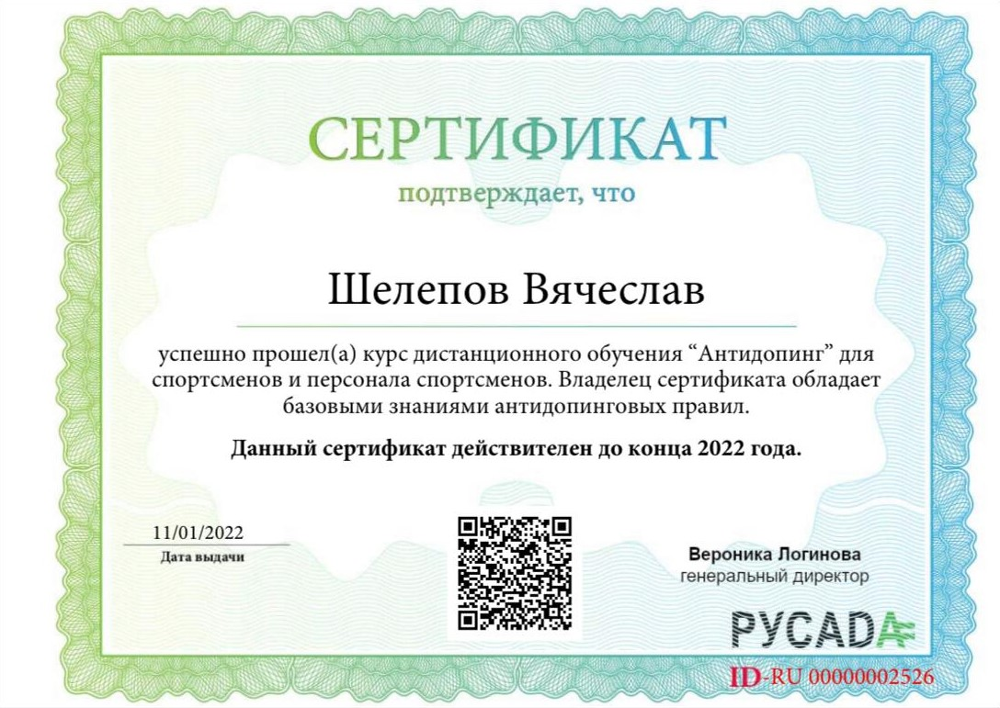 СЕРТИФИКАТ
подтверждает, что
Шелепов Вячеслав
успешно прошел(а) курс дистанционного обучения “Антидопинг” для
спортсменов и персонала спортсменов. Владелец сертификата обладает
базовыми знаниями антидопинговых правил.
Данный сертификат действителен до конца 2022 года.
11/01/2022
Дата выдачи
Вероника Логинова
генеральный директор
РУСАДА
ID-RU 00000002526